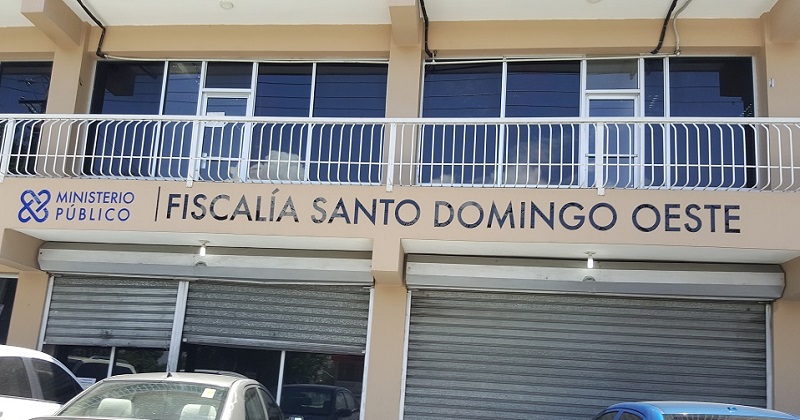 MINISTERIO
PÚBLICO
FISCALÍA SANTO DOMINGO OESTE